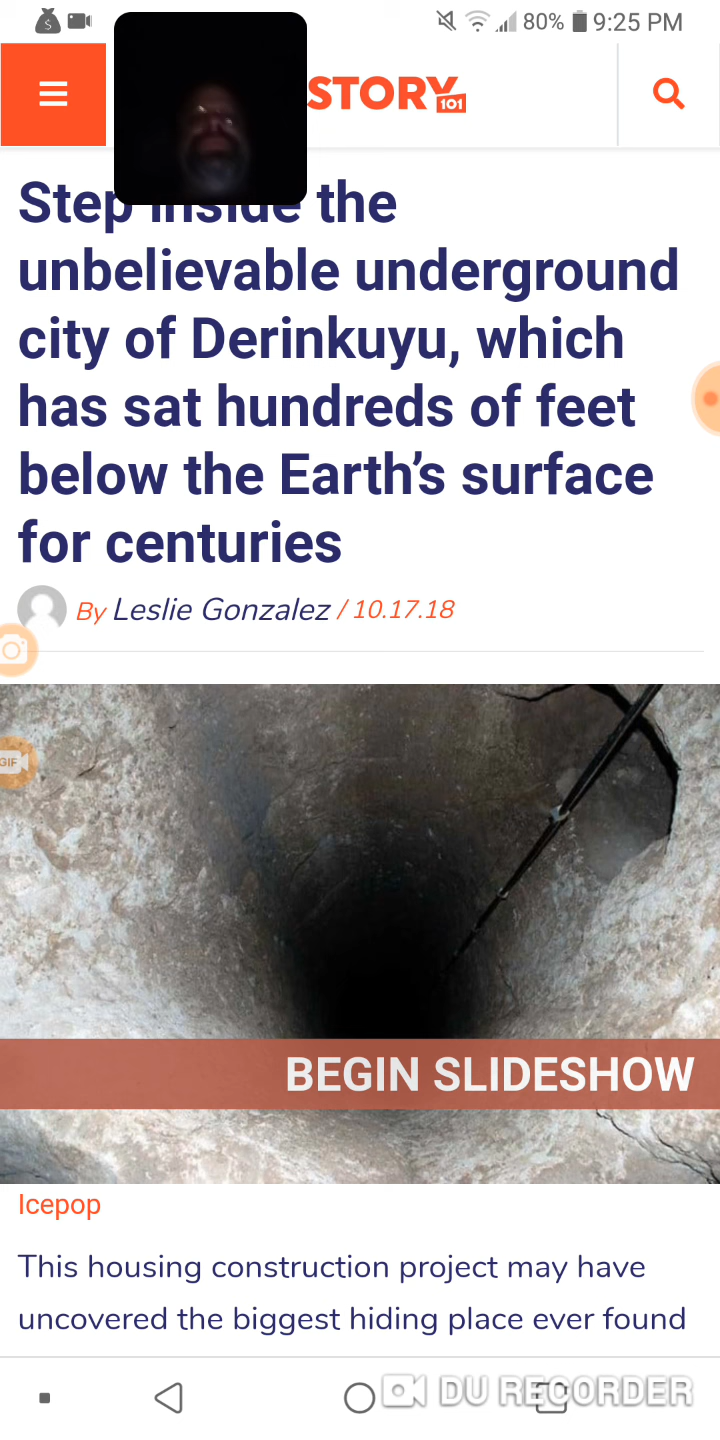 80% 9:25 PM
STORY 101
Step inside the
unbelievable underground
city of Derinkuyu, which
has sat hundreds of feet
below the Earth's surface
for centuries
By Leslie Gonzalez / 10.17.18
GIF
BEGIN SLIDESHOW
Icepop
This housing construction project may have
uncovered the biggest hiding place ever found
DU RECORDER